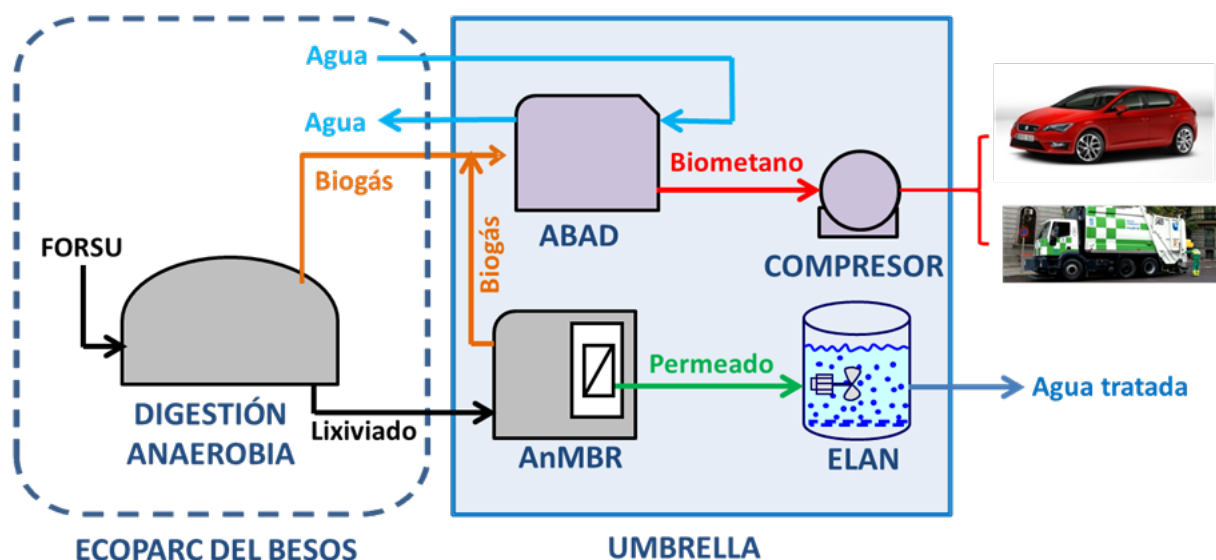 Agua
Agua
Biogás
Biometano
FORSU
Biogás
ABAD
COMPRESOR
Permeado
DIGESTIÓN
ANAEROBIA
Lixiviado
AnMBR
ELAN
Agua tratada
ECOPARC DEL BESOS
UMBRELLA